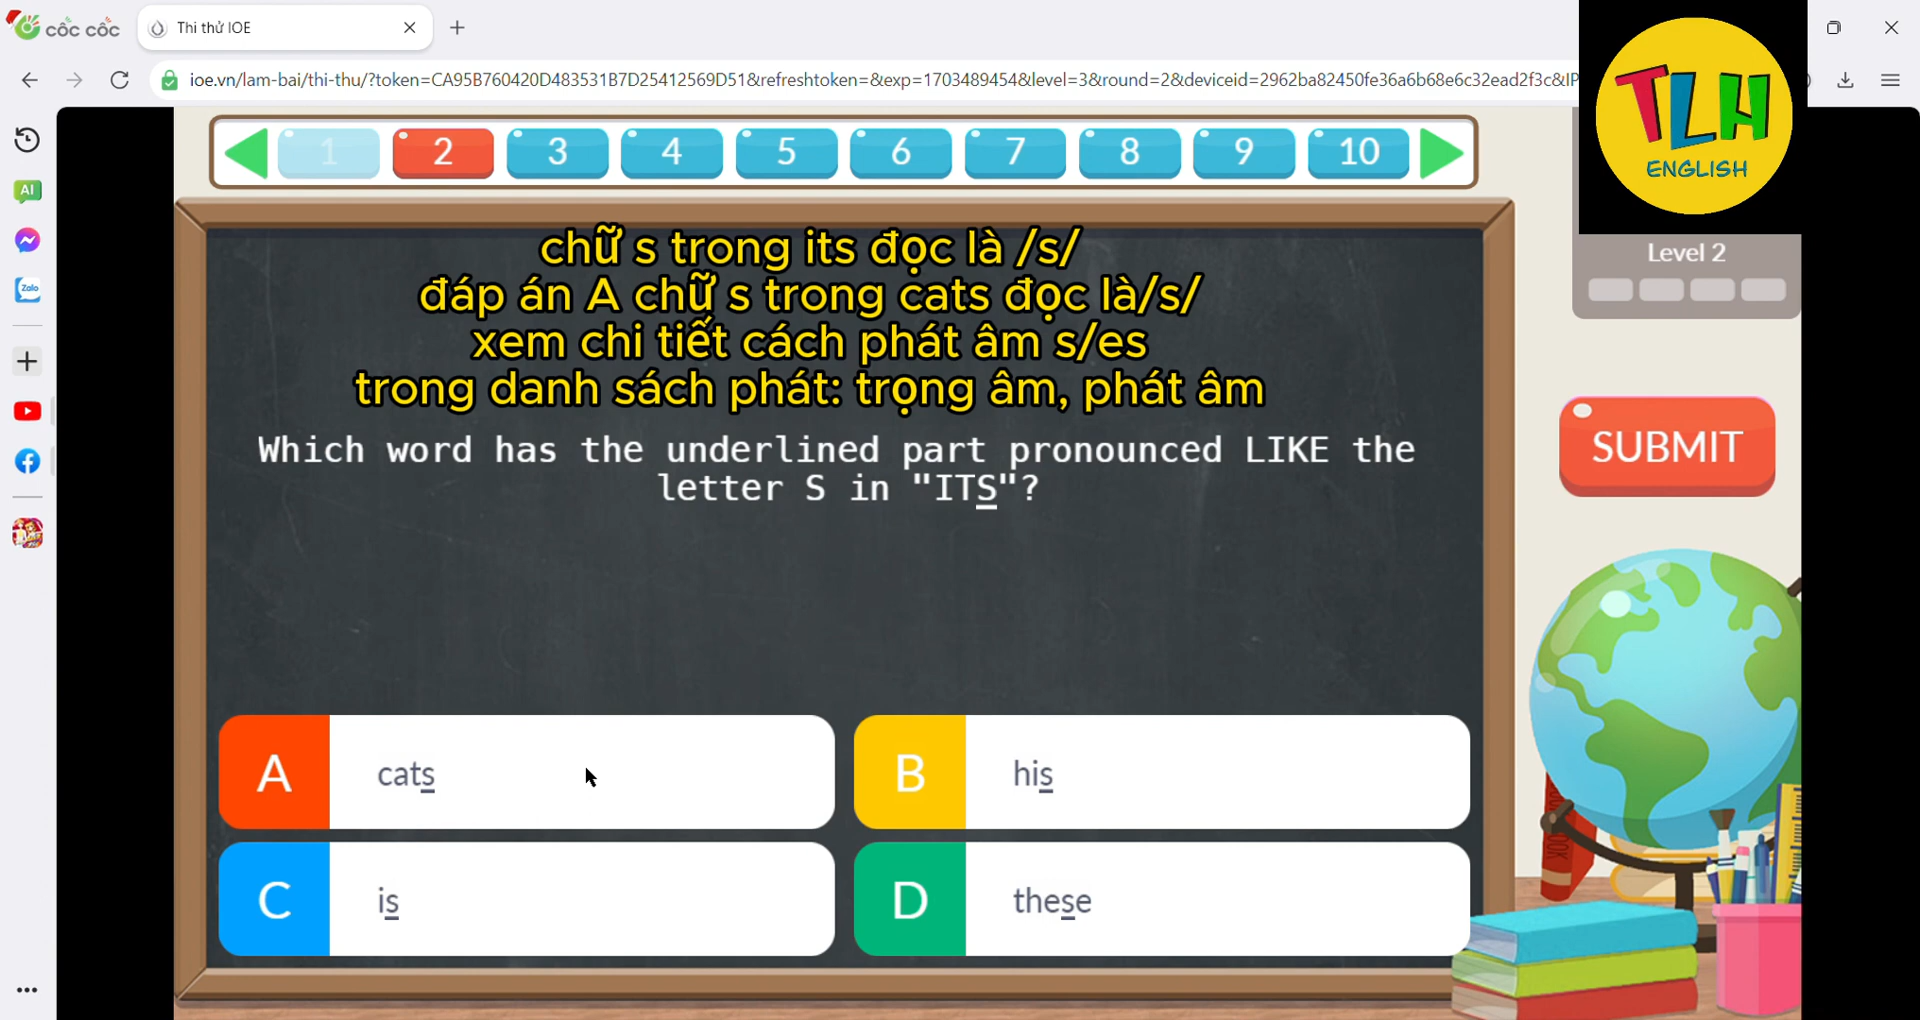 cốc cốc
Thi thử IOE
ioe.vn/lam-bai/thi-thu/?token=CA95B760420D483531B7D25412569D51&refreshtoken=&exp=1703489454&level=3&round=2&deviceid=2962ba82450fe36a6b68e6c32ead2f3c&IP
AI
Zalo
1 2 3 4 5 6 7 8 9 10
TLH
ENGLISH
Level 2
chữ s trong its đọc là /s/
đáp án A chữ s trong cats đọc là/s/
xem chi tiết cách phát âm s/es
trong danh sách phát: trọng âm, phát âm
Which word has the underlined part pronounced LIKE the
letter S in "ITS"?
SUBMIT
A cats
B his
C is
D these